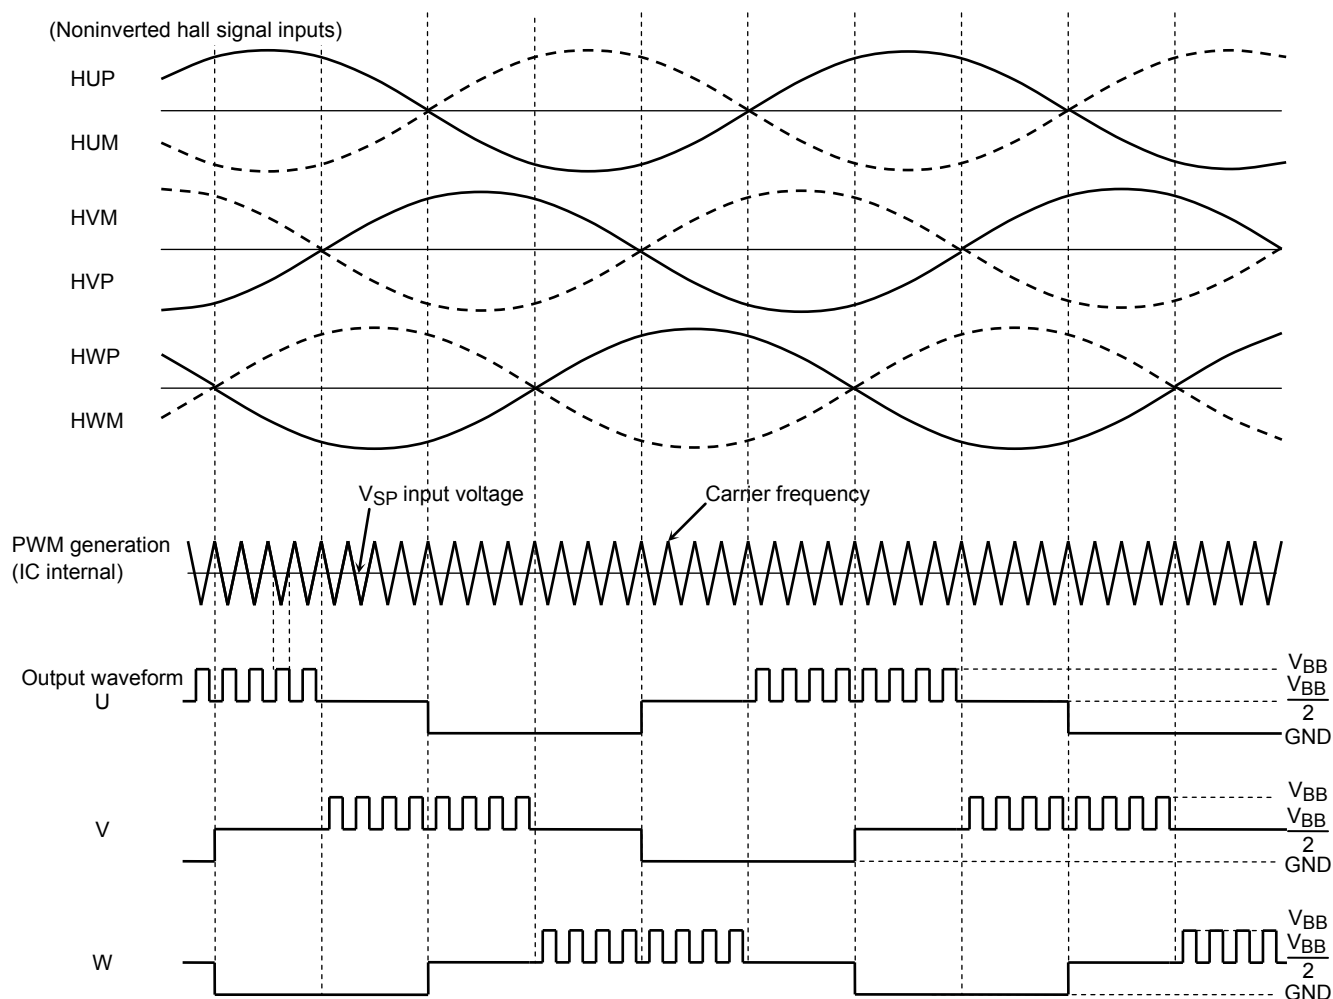 (Noninverted hall signal inputs)
HUP
HUM
HVM
HVP
HWP
HWM
VSP input voltage
Carrier frequency
PWM generation
(IC internal)
Output waveform
U
VBB
VBB
2
GND
V
VBB
VBB
2
GND
W
VBB
VBB
2
GND